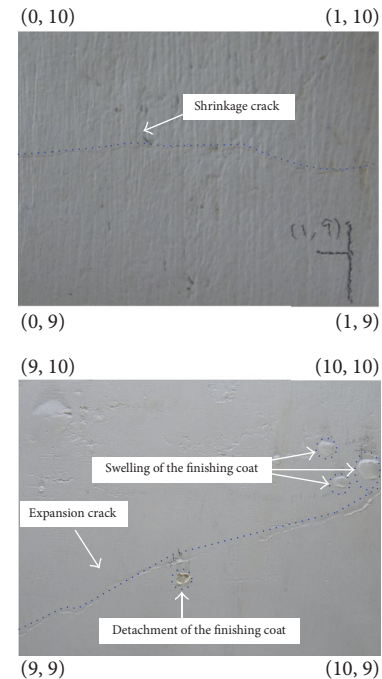 (0, 10) (1, 10)
Shrinkage crack
(1, 9)
(0, 9) (1, 9)
(9, 10) (10, 10)
Swelling of the finishing coat
Expansion crack
Detachment of the finishing coat
(9, 9) (10, 9)